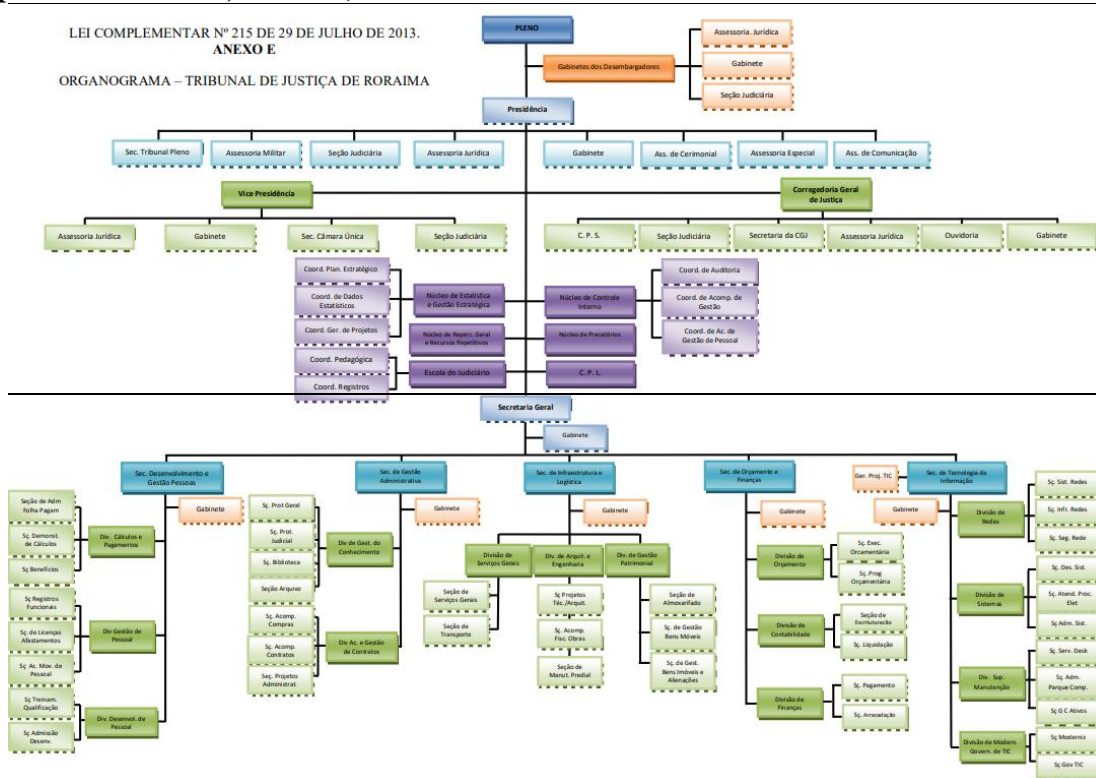 LEI COMPLEMENTAR Nº 215 DE 29 DE JULHO DE 2013.
ANEXO E
ORGANOGRAMA – TRIBUNAL DE JUSTIÇA DE RORAIMA
PLENO
Gabinetes dos Desembargadores
Assessoria. Jurídica
Gabinete
Seção Judiciária
Presidência
Sec. Tribunal Pleno
Assessoria Militar
Seção Judiciária
Assessoria Jurídica
Gabinete
Ass. de Cerimonial
Assessoria Especial
Ass. de Comunicação
Vice Presidência
Corregedoria Geral
de Justiça
Assessoria Jurídica
Gabinete
Sec. Câmara Única
Seção Judiciária
C. P. S.
Seção Judiciária
Secretaria da CGJ
Assessoria Jurídica
Ouvidoria
Gabinete
Coord. Plan. Estratégico
Coord. de Dados
Estatísticos
Coord. Ger. de Projetos
Núcleo de Estatística
e Gestão Estratégica
Núcleo de Controle
Interno
Coord. de Auditoria
Coord. de Acomp. de
Gestão
Coord. de Ac. de
Gestão de Pessoal
Núcleo de Reperc. Geral
e Recursos Repetitivos
Núcleo de Precatórios
Coord. Pedagógica
Coord. Registros
Escola do Judiciário
C. P. L.
Secretaria Geral
Gabinete
Sec. Desenvolvimento e
Gestão Pessoas
Gabinete
Seção de Adm
Folha Pagam
Sç. Demonst.
de Cálculos
Sç Benefícios
Div. Cálculos e
Pagamentos
Sç Registros
Funcionais
Sç. de Licenças
Afastamentos
Sç Ac. Mov. de
Pessoal
Div Gestão de
Pessoal
Sç Treinam.
Qualificação
Sç Admissão
Desenv.
Div. Desenvol. de
Pessoal
Sec. de Gestão
Administrativa
Gabinete
Sç. Prot Geral
Sç. Prot.
Judicial
Sç. Biblioteca
Seção Arquivo
Div de Gest. do
Conhecimento
Sç. Acomp.
Compras
Sç. Acomp.
Contratos
Seç. Projetos
Administrat.
Div Ac. e Gestão
de Contratos
Sec. de Infraestrutura e
Logística
Gabinete
Divisão de
Serviços Gerais
Div. de Arquit. e
Engenharia
Div. de Gestão
Patrimonial
Seção de
Serviços Gerais
Seção de
Transporte
Sç Projetos
Téc./Arquit.
Sç. Acomp.
Fisc. Obras
Seção de
Manut. Predial
Seção de
Almoxarifado
Sç. de Gestão
Bens Móveis
Sç. de Gest.
Bens Imóveis e
Alienações
Sec. de Orçamento e
Finanças
Gabinete
Divisão de
Orçamento
Sç. Exec.
Orcamentária
Sç. Prog
Orçamentária
Divisão de
Contabilidade
Seção de
Escrituração
Sç. Liquidação
Divisão de
Finanças
Sç. Pagamento
Sç. Arrecadação
Ger. Proj. TIC
Sec. de Tecnologia da
Informação
Gabinete
Divisão de
Redes
Sç. Sist. Redes
Sç. Infr. Redes
Sç. Seg. Rede
Divisão de
Sistemas
Sç. Des. Sist.
Sç. Atend. Proc.
Elet
Sç. Adm. Sist.
Div. Sup.
Manutenção
Sç. Serv. Desk
Sç. Adm.
Parque Comp.
Sç G C Ativos
Divisão de Modern.
Govern. de TIC
Sç Moderniz
Sç Gov TIC